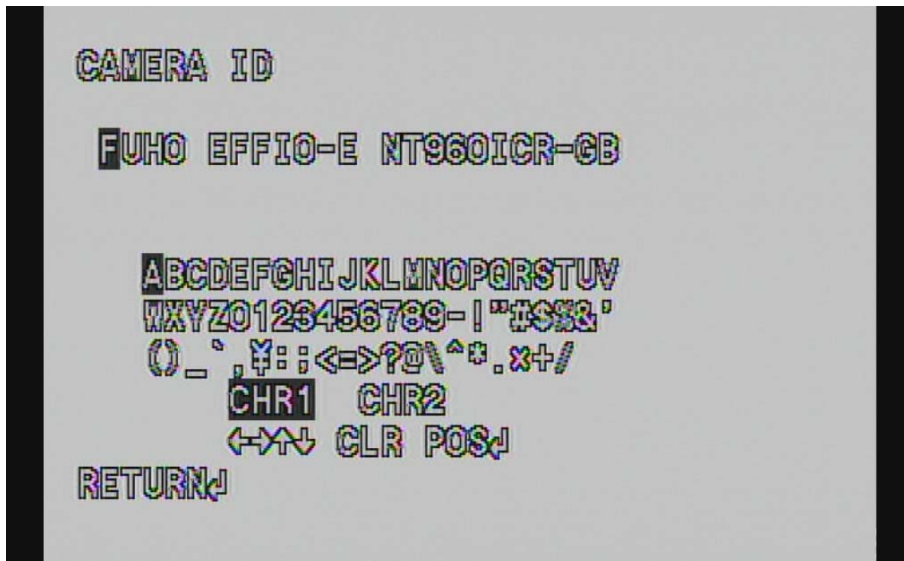 CAMERA ID
FUHO EFFIO-E NT960ICR-GB
ABCDEFGHIJKLMNOPQRSTUV
WXYZ0123456789-!"#$%&'
()_`,¥:;<=>?@\^*.x+/
CHR1 CHR2
←→↑↓ CLR POS↲
RETURN↲